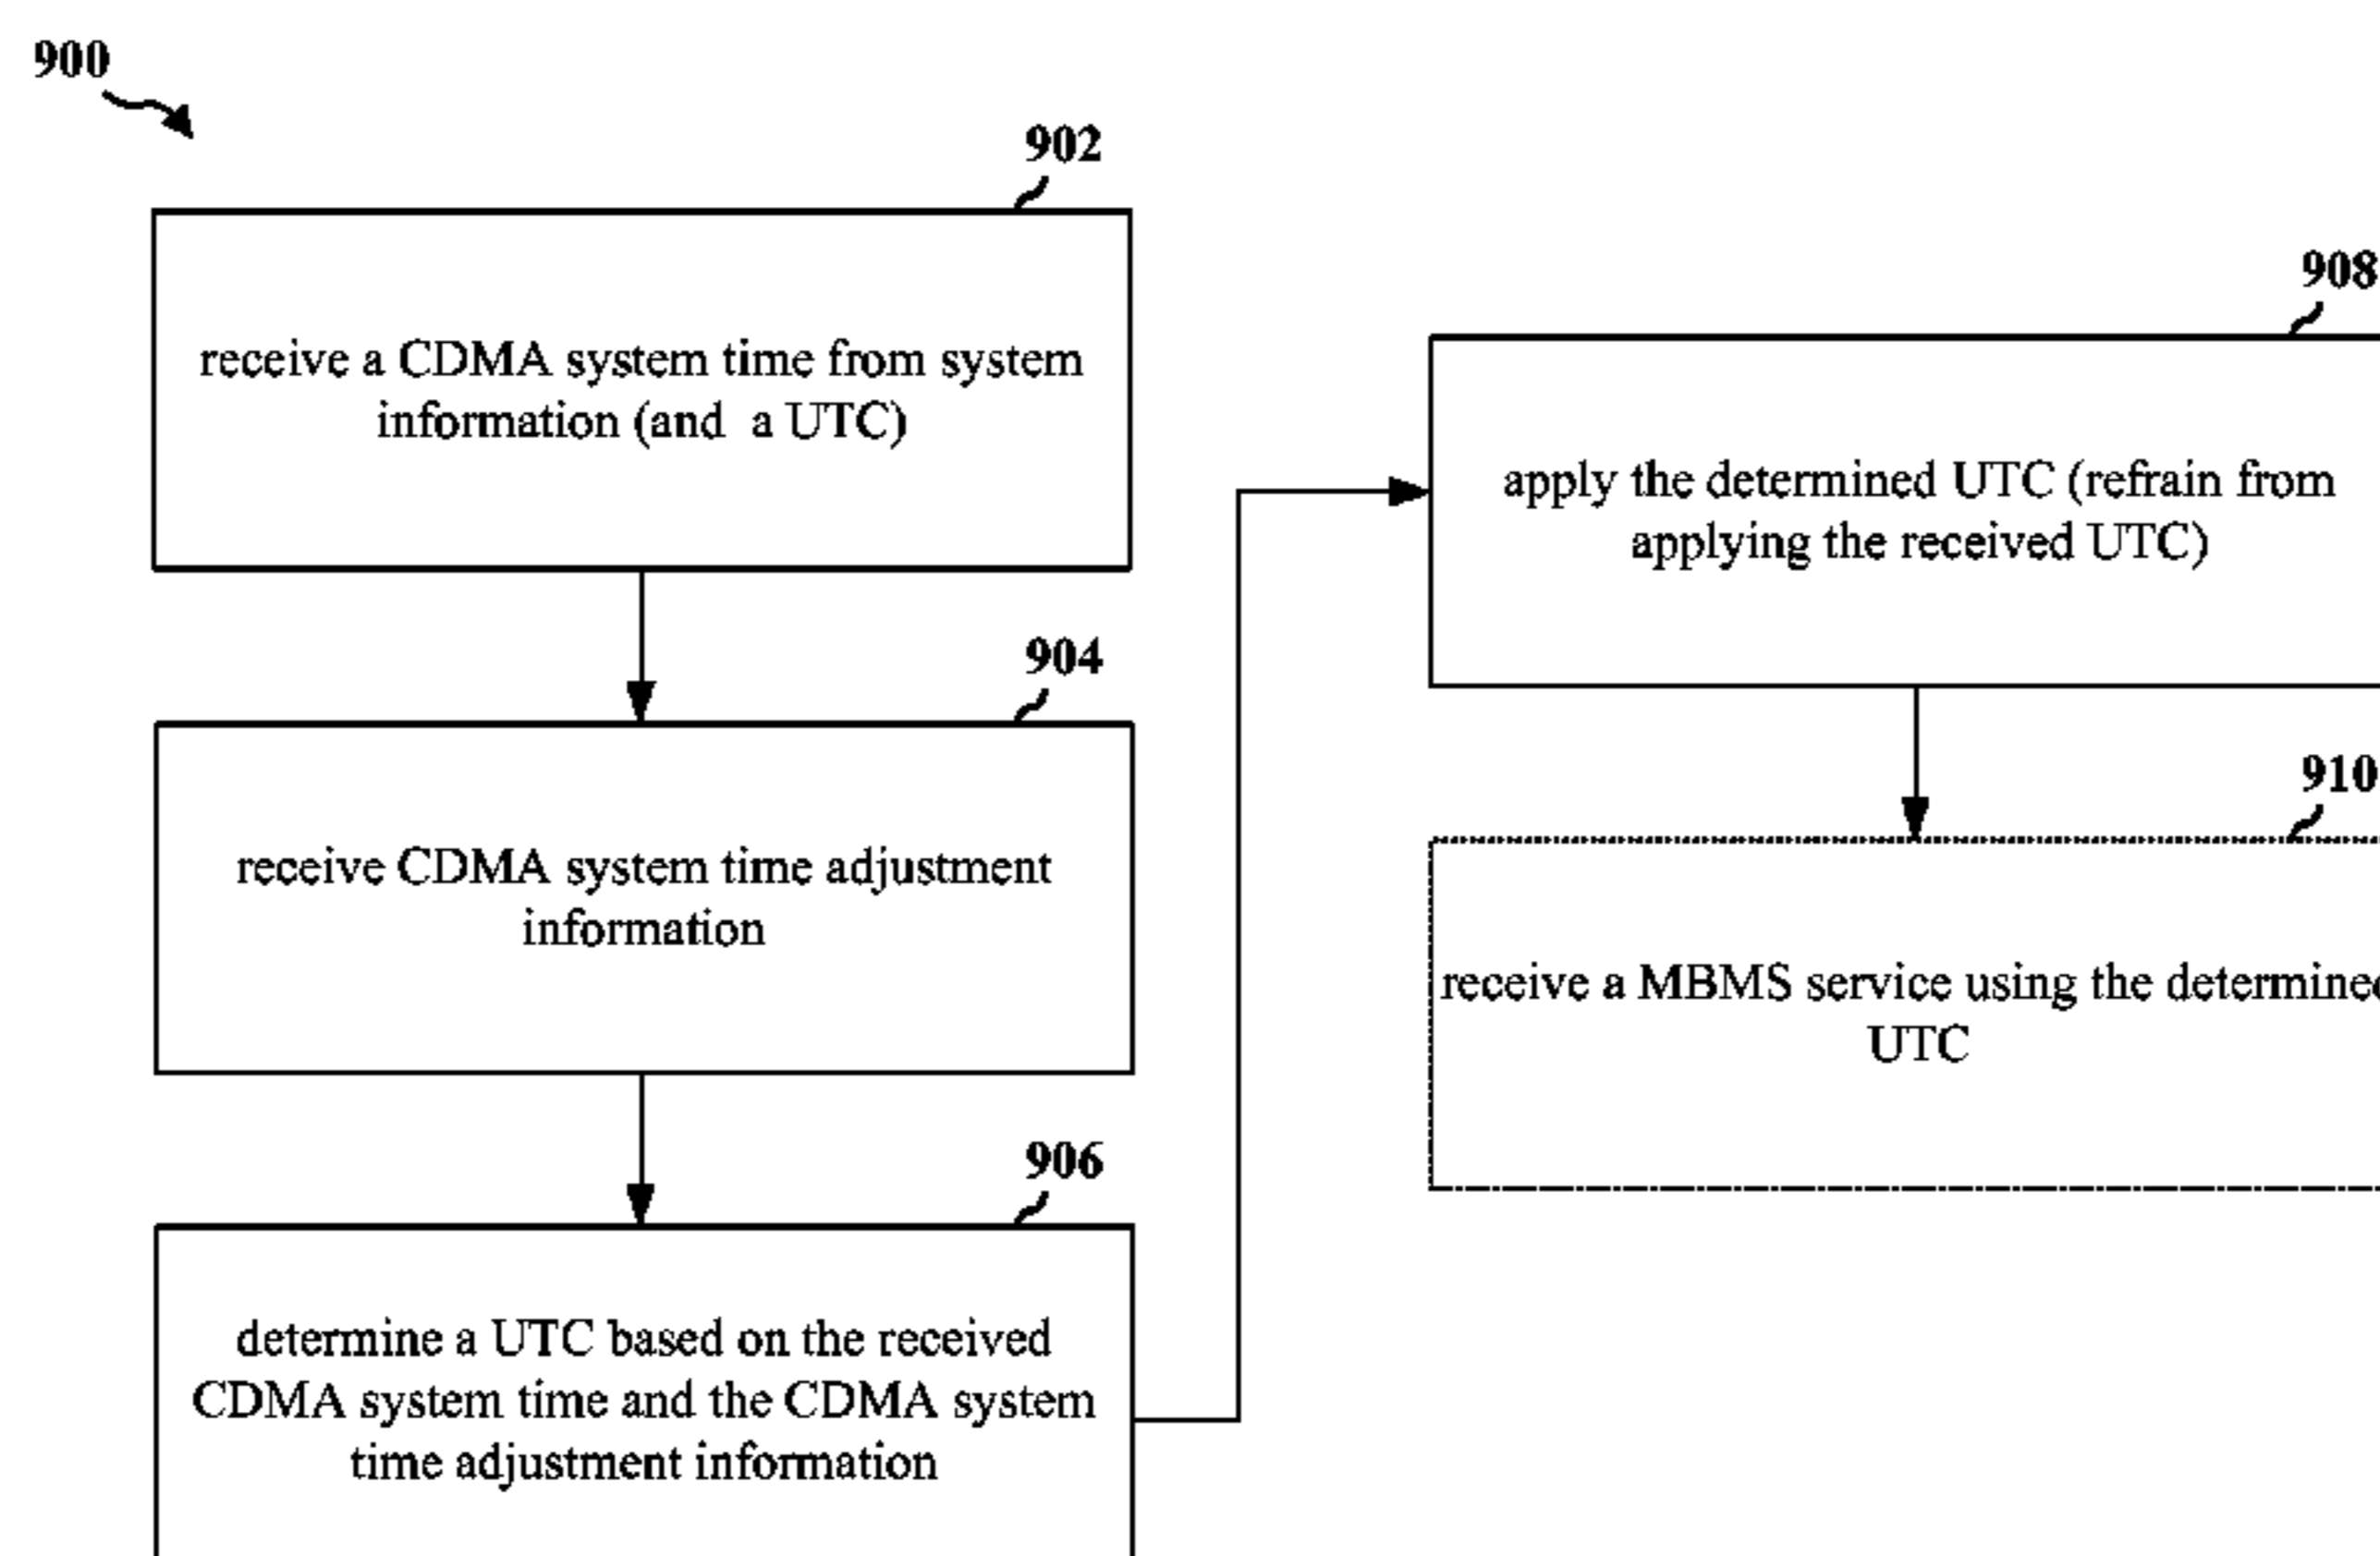 900
902
receive a CDMA system time from system
information (and a UTC)
904
receive CDMA system time adjustment
information
906
determine a UTC based on the received
CDMA system time and the CDMA system
time adjustment information
908
apply the determined UTC (refrain from
applying the received UTC)
910
receive a MBMS service using the determined
UTC